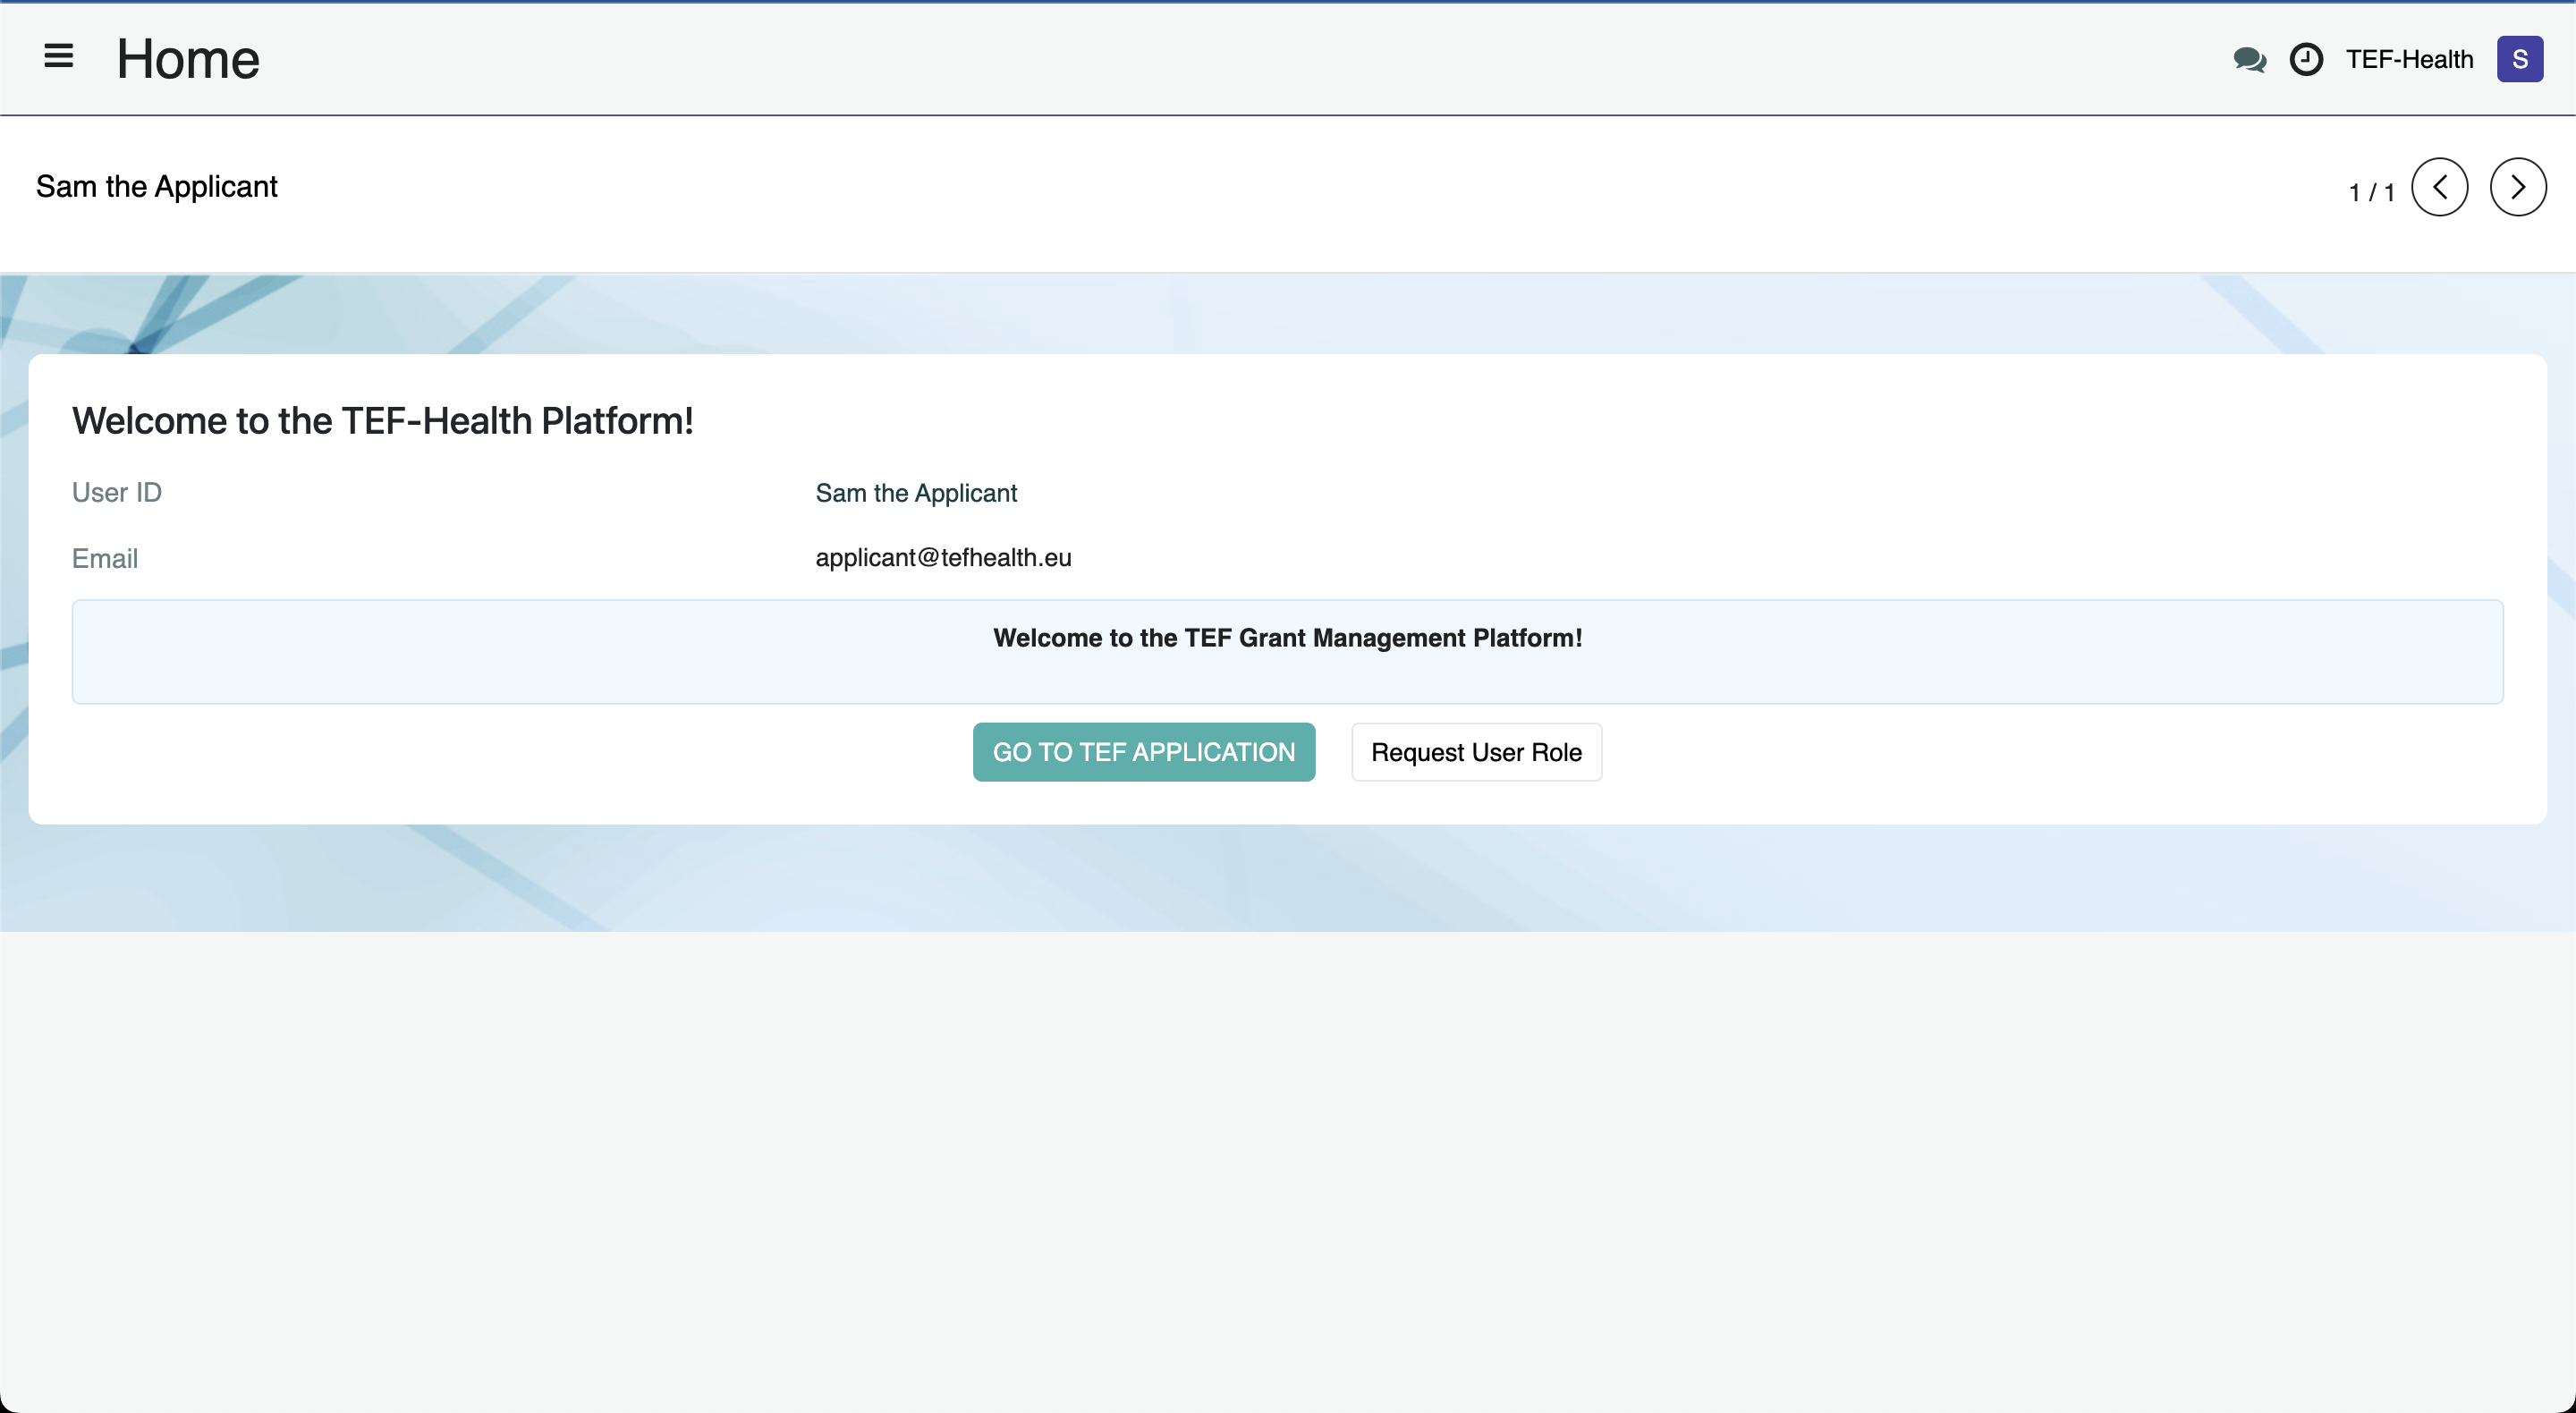 Home
TEF-Health
S
Sam the Applicant
1 / 1
Welcome to the TEF-Health Platform!
User ID
Sam the Applicant
Email
applicant@tefhealth.eu
Welcome to the TEF Grant Management Platform!
GO TO TEF APPLICATION
Request User Role